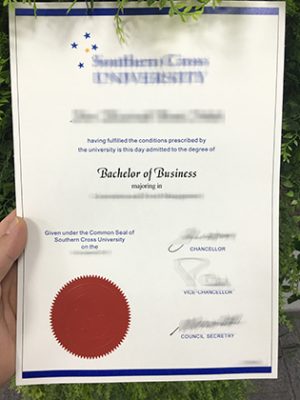 Southern Cross
UNIVERSITY
having fulfilled the conditions prescribed by
the university is this day admitted to the degree of
Bachelor of Business
majoring in
Given under the Common Seal of
Southern Cross University
on the
CHANCELLOR
VICE-CHANCELLOR
COUNCIL SECRETARY